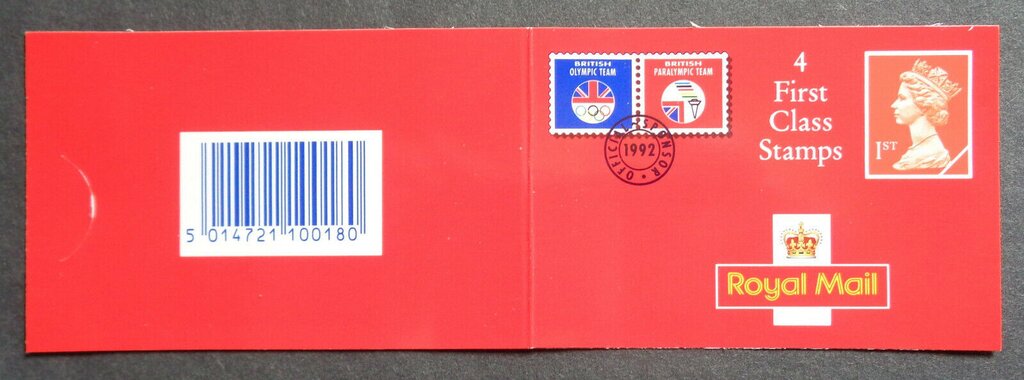 5 014721 100180
BRITISH
OLYMPIC TEAM
BRITISH
PARALYMPIC TEAM
OFFICIAL SPONSOR
1992
4
First
Class
Stamps
1ST
Royal Mail